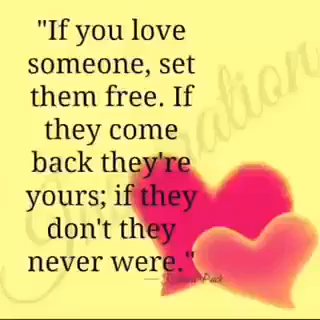 "If you love
someone, set
them free. If
they come
back they're
yours; if they
don't they
never were."